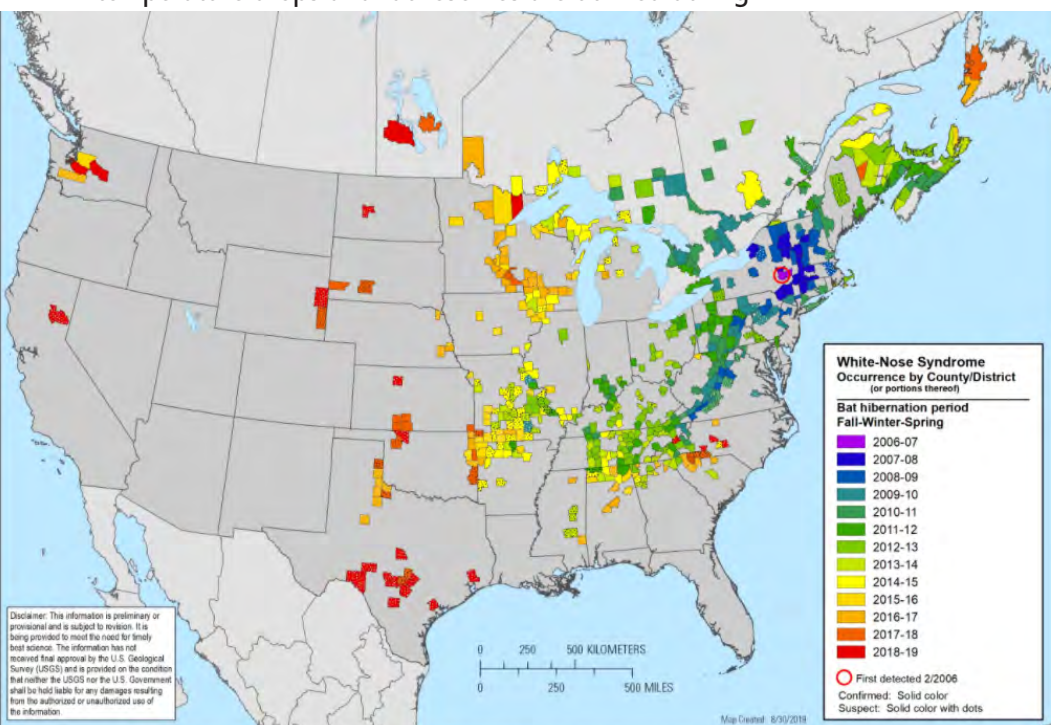 White-Nose Syndrome
Occurrence by County/District
(or portions thereof)
Bat hibernation period
Fall-Winter-Spring
2006-07
2007-08
2008-09
2009-10
2010-11
2011-12
2012-13
2013-14
2014-15
2015-16
2016-17
2017-18
2018-19
First detected 2/2006
Confirmed: Solid color
Suspect: Solid color with dots
Disclaimer: This information is preliminary or
provisional and is subject to revision. It is
being provided to meet the need for timely
best science. The information has not
received final approval by the U.S. Geological
Survey (USGS) and is provided on the condition
that neither the USGS nor the U.S. Government
shall be held liable for any damages resulting
from the authorized or unauthorized use of
the information.
0 250 500 KILOMETERS
0 250 500 MILES
Map Created: 8/30/2019